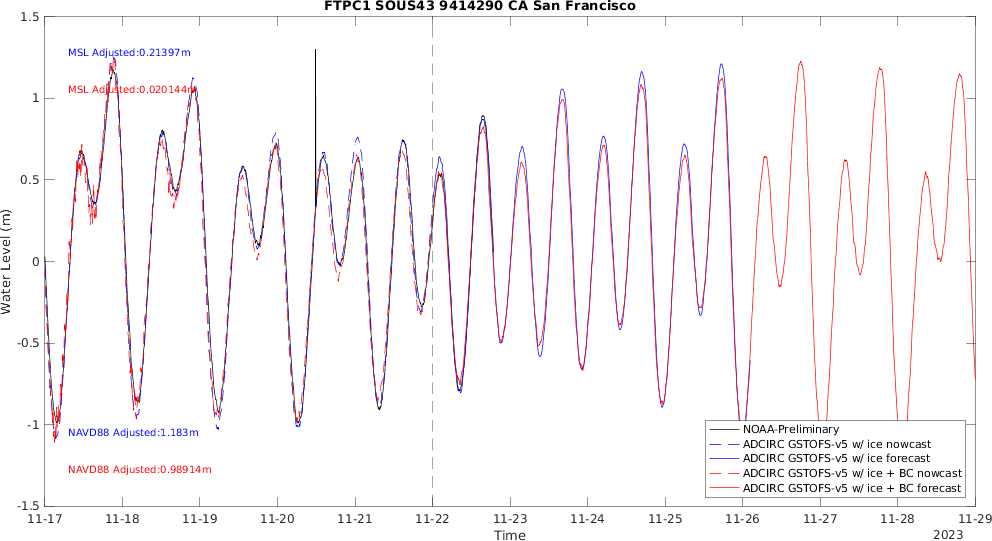 FTPC1 SOUS43 9414290 CA San Francisco
1.5
1
0.5
0
-0.5
-1
-1.5
Water Level (m)
MSL Adjusted:0.21397m
MSL Adjusted:0.020144m
NAVD88 Adjusted:1.183m
NAVD88 Adjusted:0.98914m
NOAA-Preliminary
ADCIRC GSTOFS-v5 w/ ice nowcast
ADCIRC GSTOFS-v5 w/ ice forecast
ADCIRC GSTOFS-v5 w/ ice + BC nowcast
ADCIRC GSTOFS-v5 w/ ice + BC forecast
11-17 11-18 11-19 11-20 11-21 11-22 11-23 11-24 11-25 11-26 11-27 11-28 11-29
Time
2023